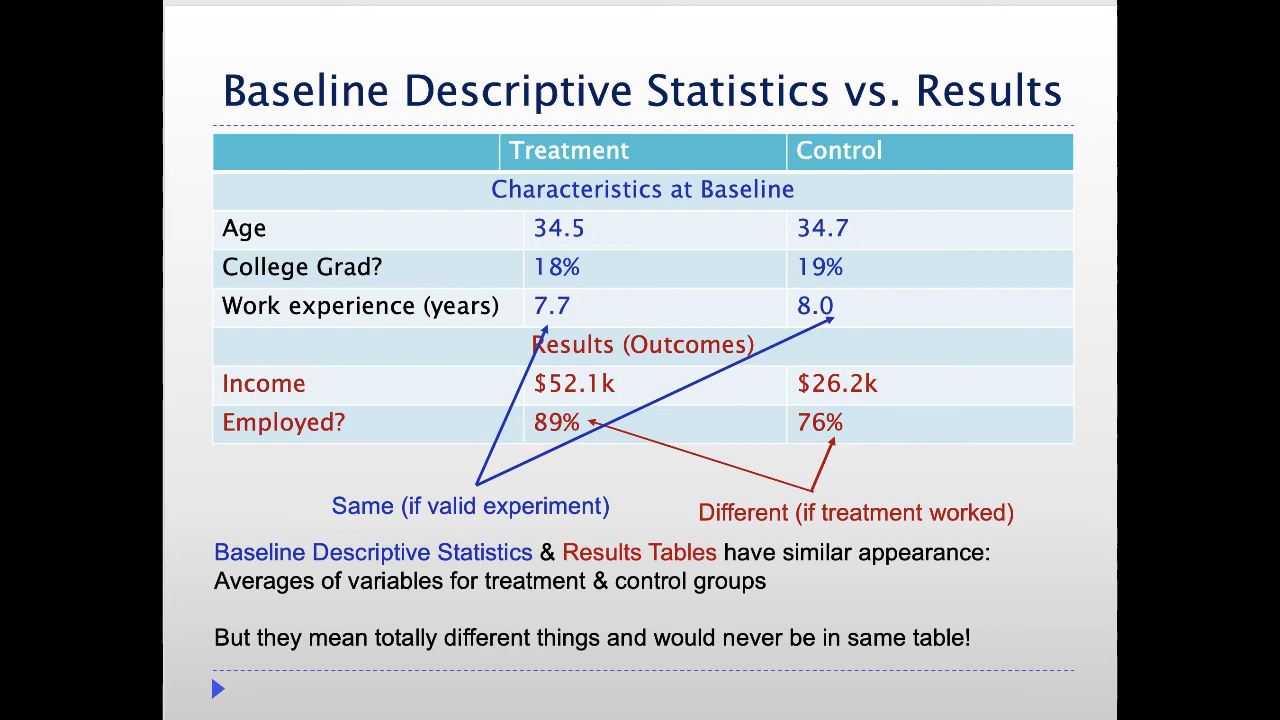 Baseline Descriptive Statistics vs. Results
Treatment Control
Characteristics at Baseline
Age 34.5 34.7
College Grad? 18% 19%
Work experience (years) 7.7 8.0
Results (Outcomes)
Income $52.1k $26.2k
Employed? 89% 76%
Same (if valid experiment)
Different (if treatment worked)
Baseline Descriptive Statistics & Results Tables have similar appearance:
Averages of variables for treatment & control groups
But they mean totally different things and would never be in same table!